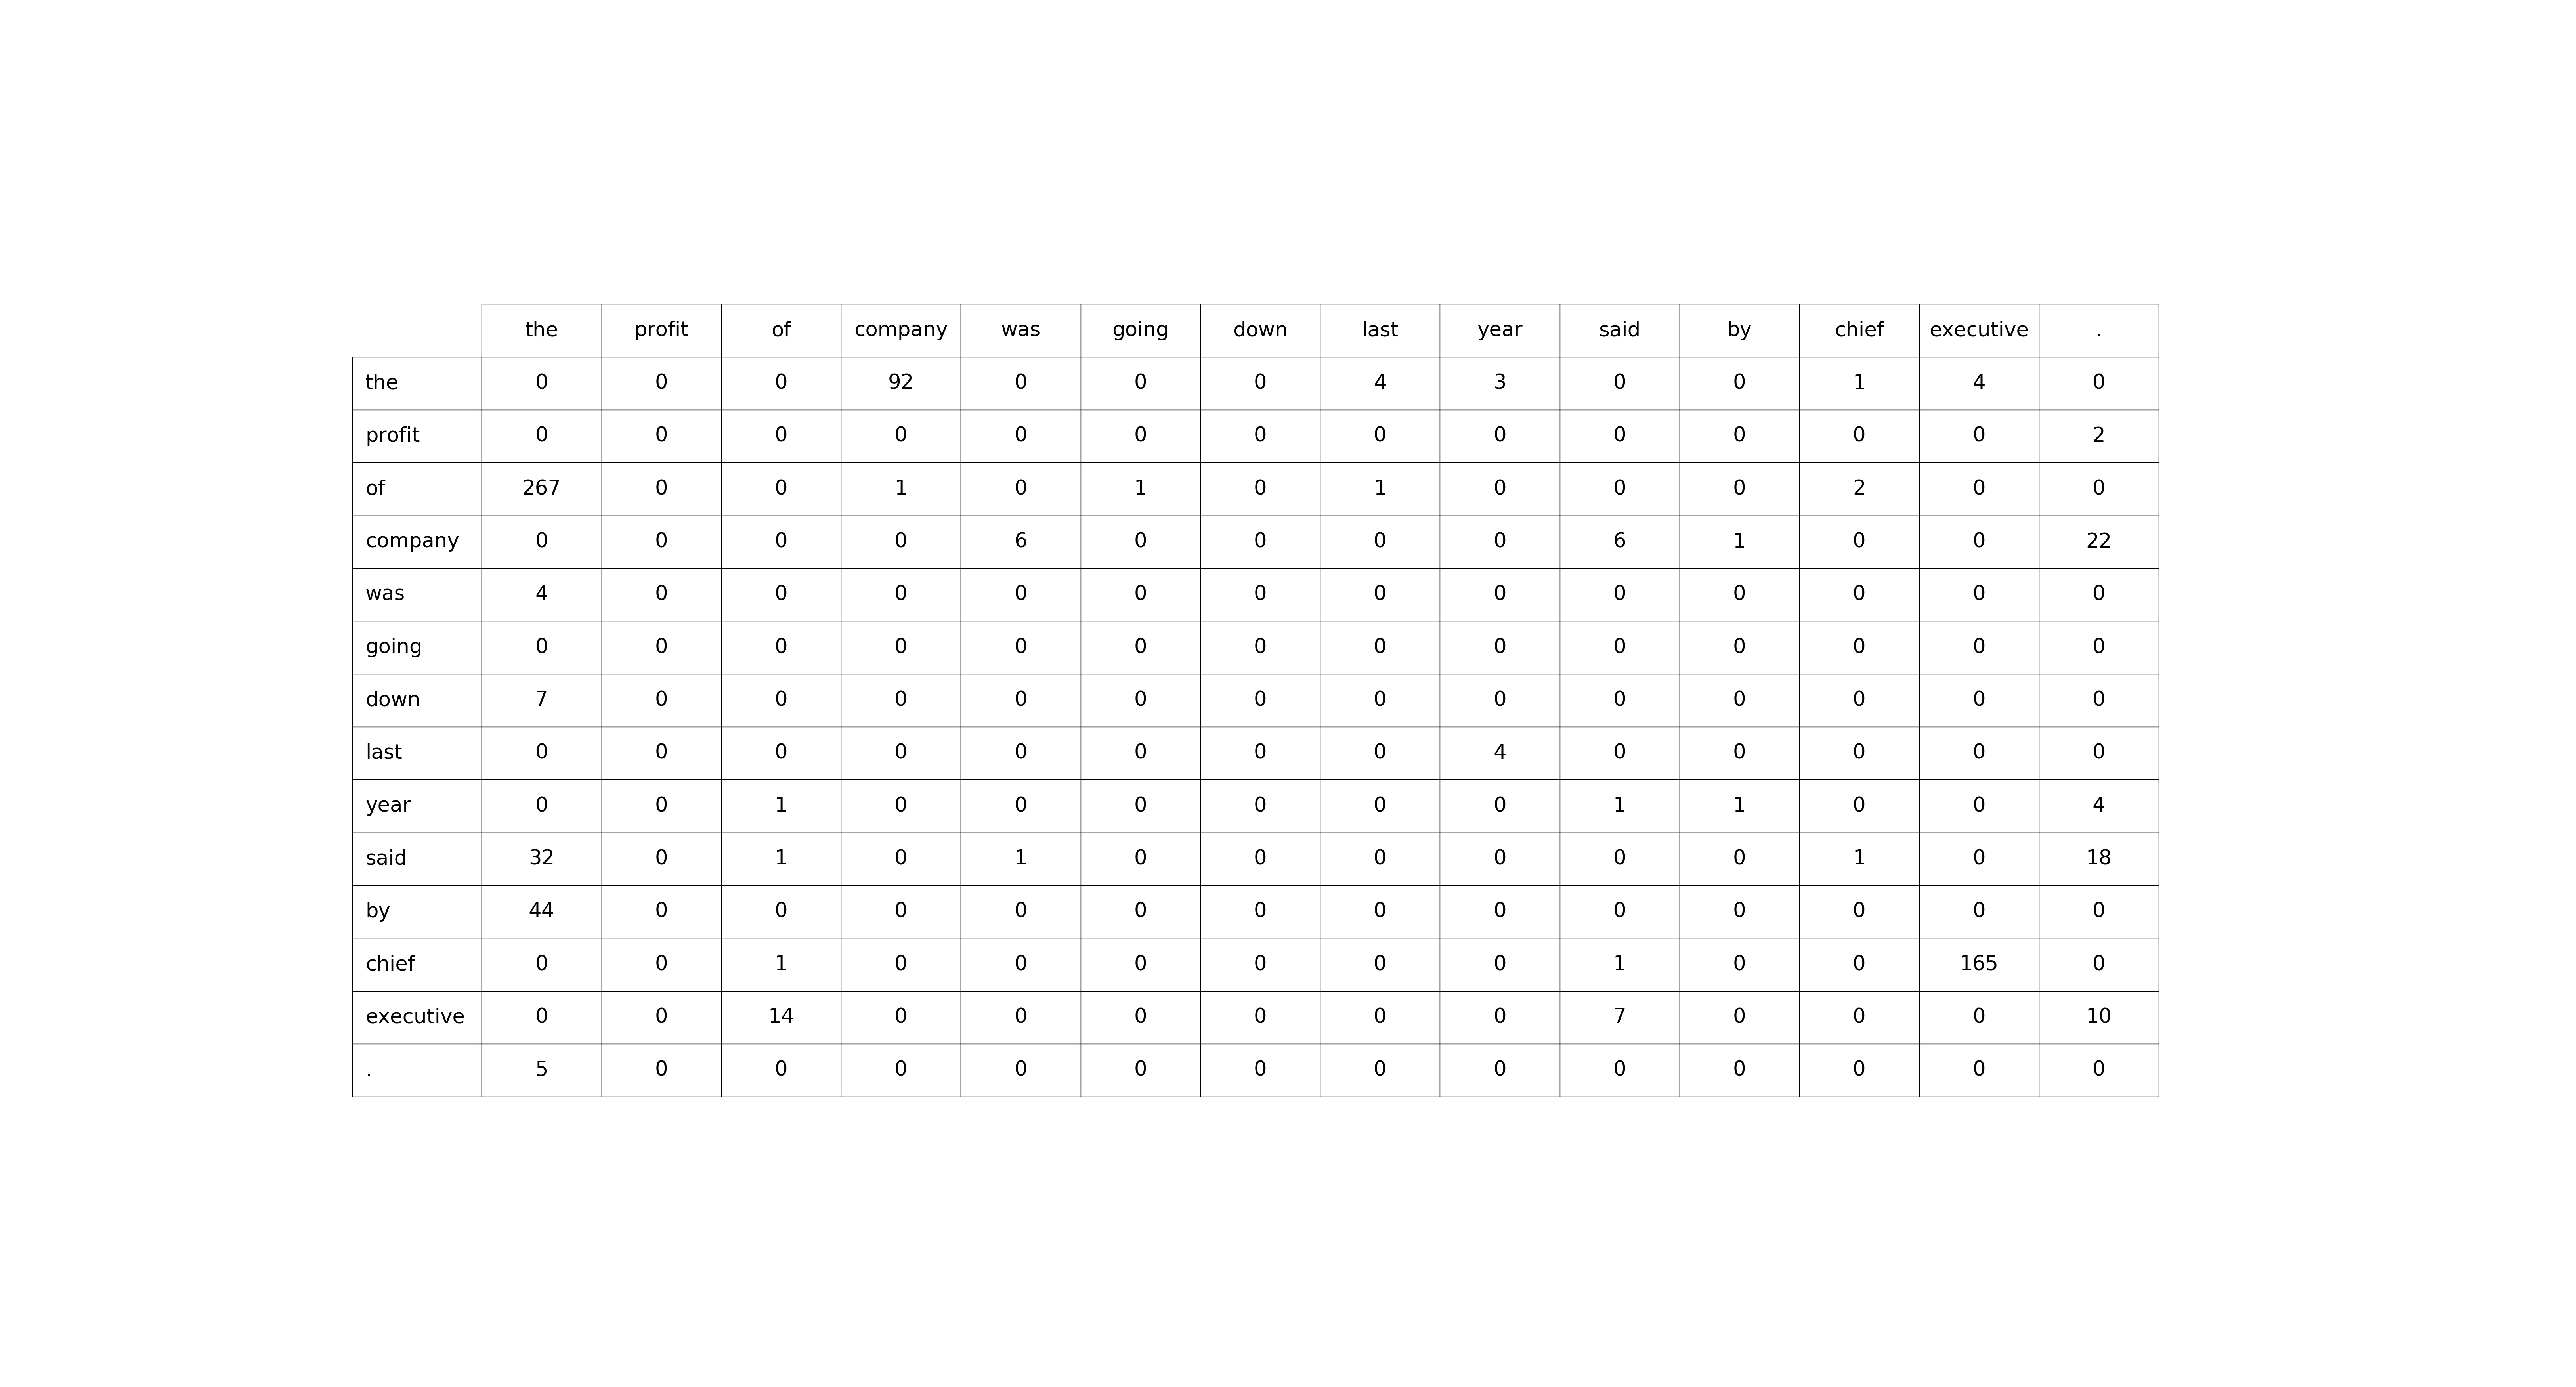 the profit of company was going down last year said by chief executive .
the 0 0 0 92 0 0 0 4 3 0 0 1 4 0
profit 0 0 0 0 0 0 0 0 0 0 0 0 0 2
of 267 0 0 1 0 1 0 1 0 0 0 2 0 0
company 0 0 0 0 6 0 0 0 0 6 1 0 0 22
was 4 0 0 0 0 0 0 0 0 0 0 0 0 0
going 0 0 0 0 0 0 0 0 0 0 0 0 0 0
down 7 0 0 0 0 0 0 0 0 0 0 0 0 0
last 0 0 0 0 0 0 0 0 4 0 0 0 0 0
year 0 0 1 0 0 0 0 0 0 1 1 0 0 4
said 32 0 1 0 1 0 0 0 0 0 0 1 0 18
by 44 0 0 0 0 0 0 0 0 0 0 0 0 0
chief 0 0 1 0 0 0 0 0 0 1 0 0 165 0
executive 0 0 14 0 0 0 0 0 0 7 0 0 0 10
. 5 0 0 0 0 0 0 0 0 0 0 0 0 0